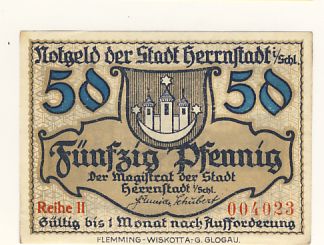 Notgeld der Stadt Herrnstadt i/Schl.
50 50
Fünfzig Pfennig
Der Magistrat der Stadt
Herrnstadt i/Schl.
Reihe II 004023
Gültig bis 1 Monat nach Aufforderung
FLEMMING-WISKOTT A.-G. GLOGAU.